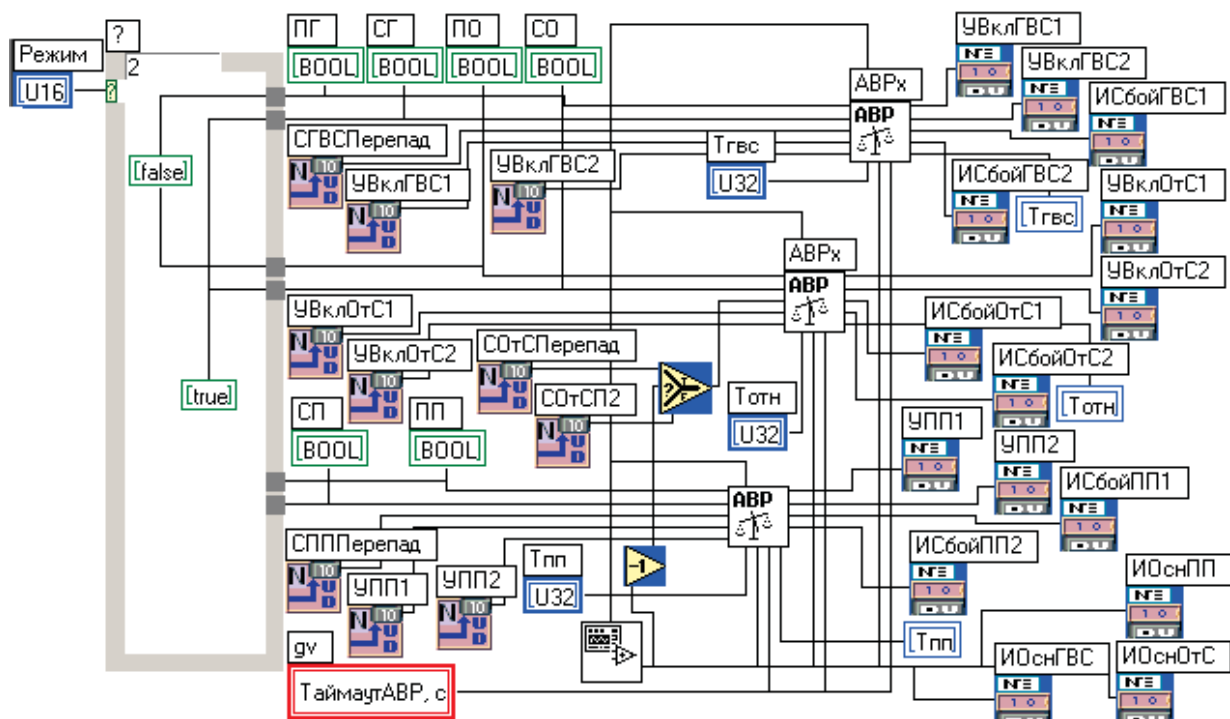 ПГ СГ ПО СО
? УВклГВС1
Режим 2 [BOOL] [BOOL] [BOOL] [BOOL] УВклГВС2
[U16] ? АВРх ИСбойГВС1
АВР
СГВСПерепад Тгвс
[false] УВклГВС1 УВклГВС2 [U32] ИСбойГВС2 УВклОтС1
[Тгвс]
АВРх УВклОтС2
АВР
УВклОтС1 ИСбойОтС1
УВклОтС2 СОтСПерепад ИСбойОтС2
[true] СОтСП2 Тотн [Тотн]
СП ПП [U32] УПП1 УПП2
[BOOL] [BOOL] ИСбойПП1
АВР
СПППерепад Тпп ИСбойПП2
УПП1 УПП2 [U32] -1 ИОснПП
[Тпп]
gv ИОснГВС ИОснОтС
ТаймаутАВР, с